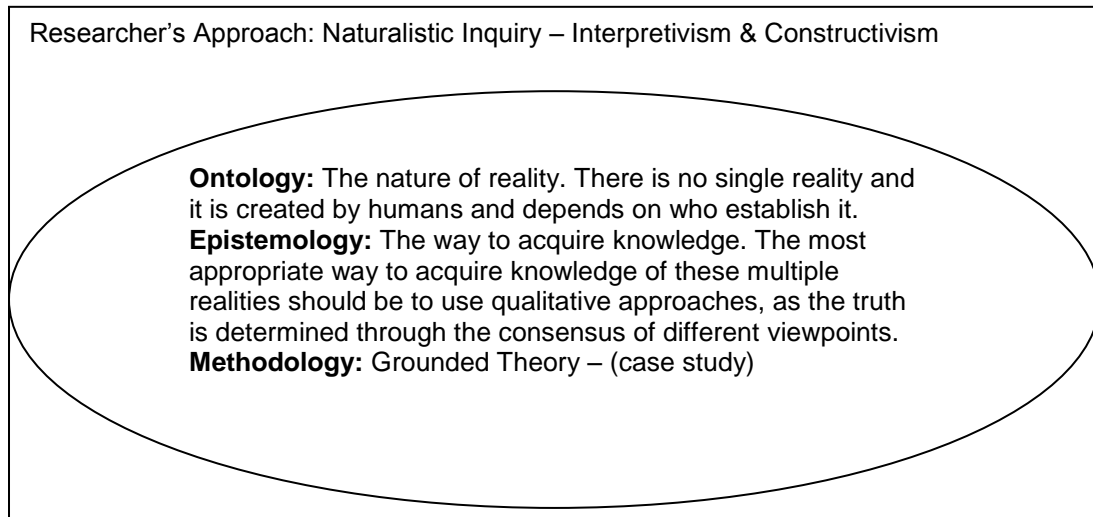 Researcher's Approach: Naturalistic Inquiry – Interpretivism & Constructivism
Ontology: The nature of reality. There is no single reality and
it is created by humans and depends on who establish it.
Epistemology: The way to acquire knowledge. The most
appropriate way to acquire knowledge of these multiple
realities should be to use qualitative approaches, as the truth
is determined through the consensus of different viewpoints.
Methodology: Grounded Theory – (case study)